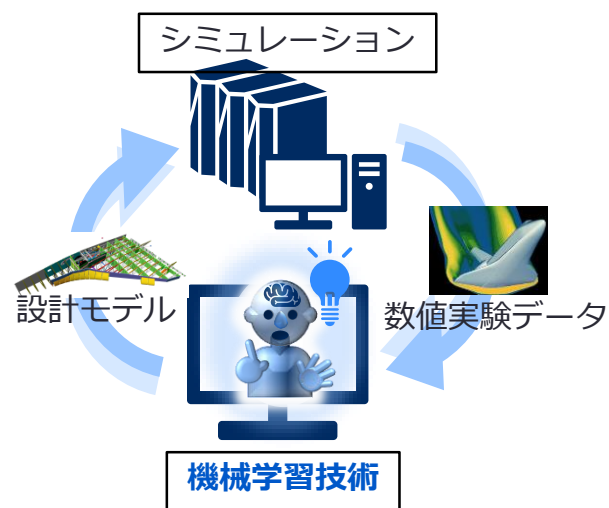 シミュレーション
設計モデル
数値実験データ
機械学習技術